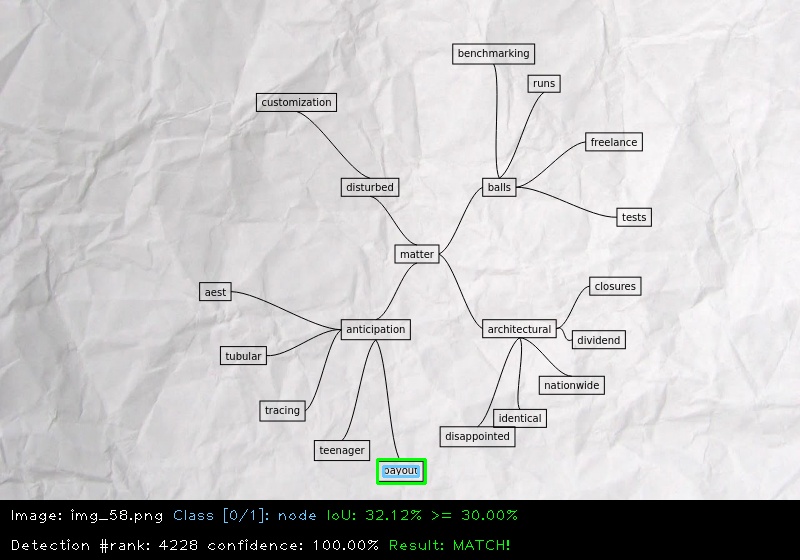 benchmarking
runs
customization
freelance
disturbed
balls
tests
matter
closures
aest
anticipation
architectural
dividend
tubular
nationwide
tracing
identical
disappointed
teenager
payout
Image: img_58.png Class [0/1]: node IoU: 32.12% >= 30.00%
Detection #rank: 4228 confidence: 100.00% Result: MATCH!